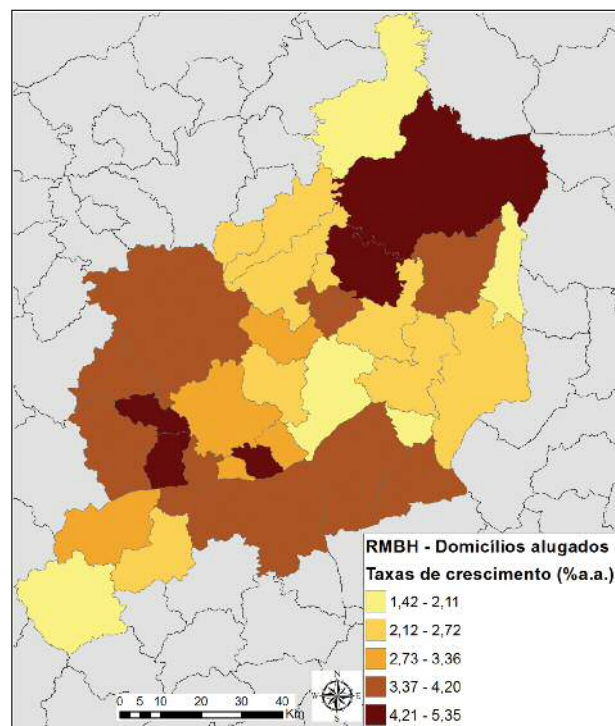 RMBH - Domicílios alugados
Taxas de crescimento (%a.a.)
1,42 - 2,11
2,12 - 2,72
2,73 - 3,36
3,37 - 4,20
4,21 - 5,35
N
W E
S
0 5 10 20 30 40
Km